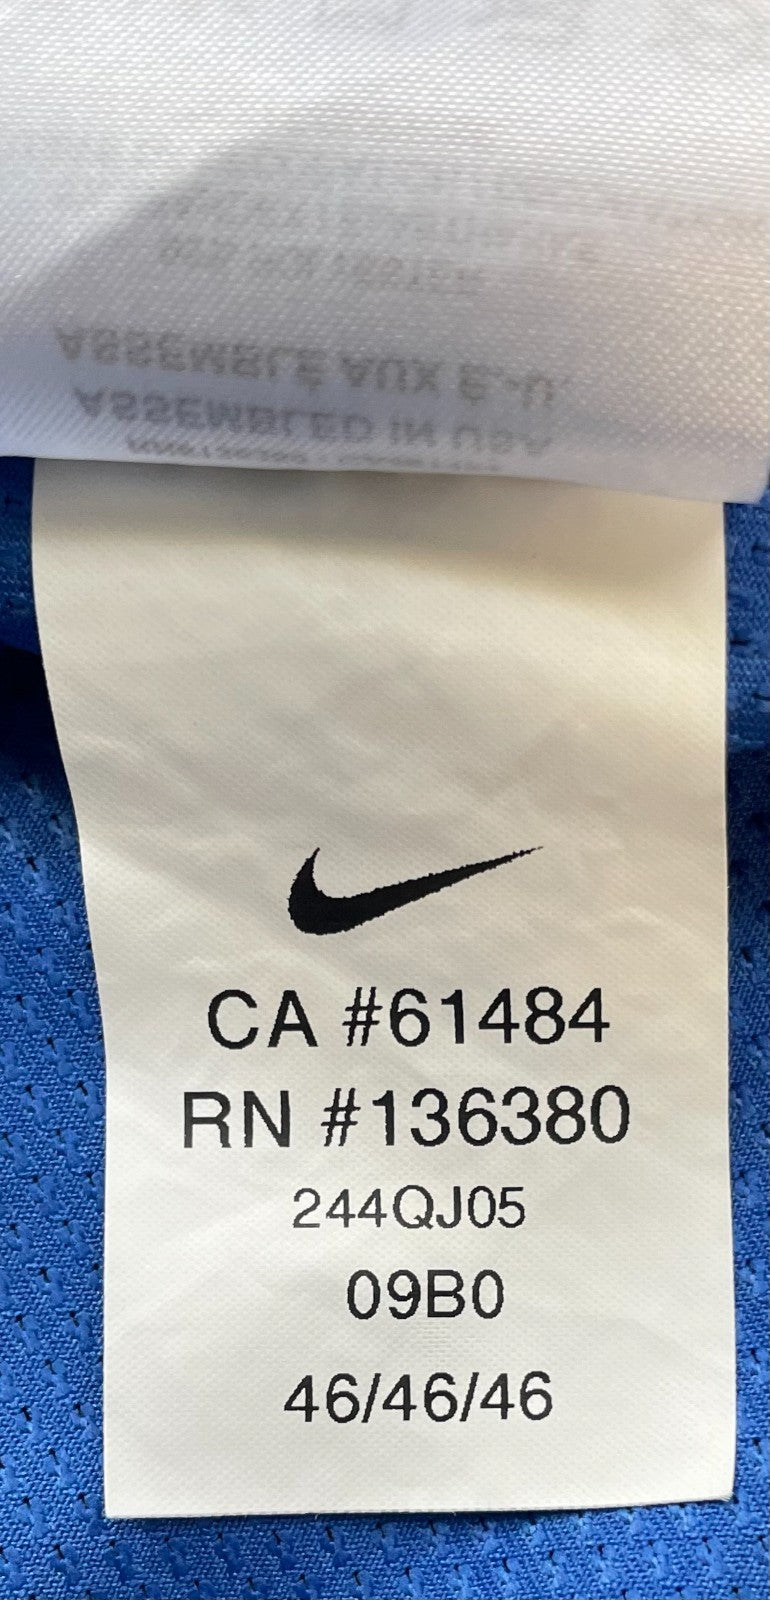 ASSEMBLÉ AUX É.-U.
ASSEMBLED IN USA
CA #61484
RN #136380
244QJ05
09B0
46/46/46